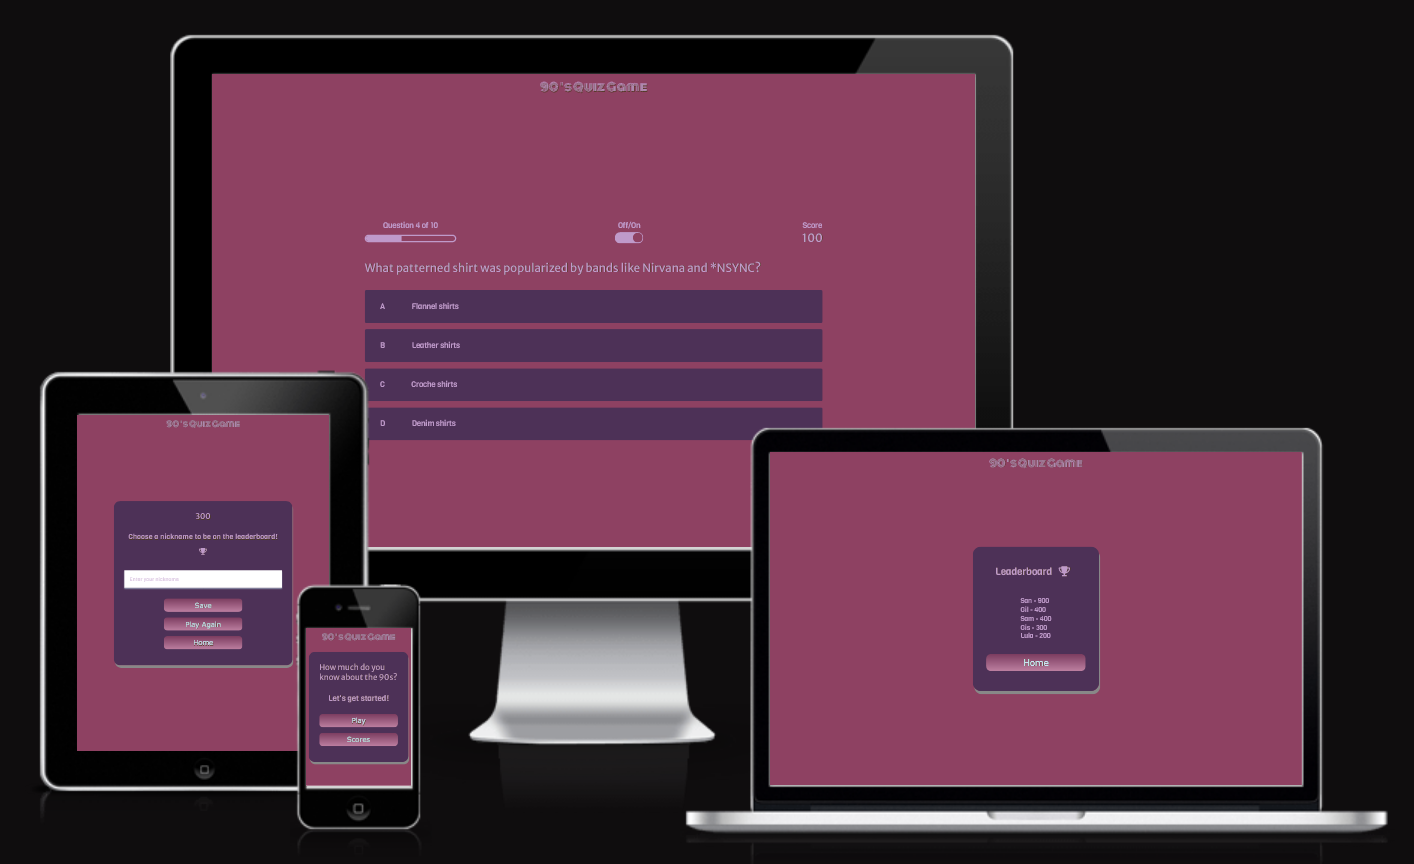 90's Quiz Game
Question 4 of 10
Off/On
Score
100
What patterned shirt was popularized by bands like Nirvana and *NSYNC?
A Flannel shirts
B Leather shirts
C Croche shirts
D Denim shirts
90's Quiz Game
300
Choose a nickname to be on the leaderboard!
Enter your nickname
Save
Play Again
Home
90's Quiz Game
How much do you
know about the 90s?
Let's get started!
Play
Scores
90's Quiz Game
Leaderboard
San - 900
Gil - 400
Sam - 400
Gis - 300
Lula - 200
Home